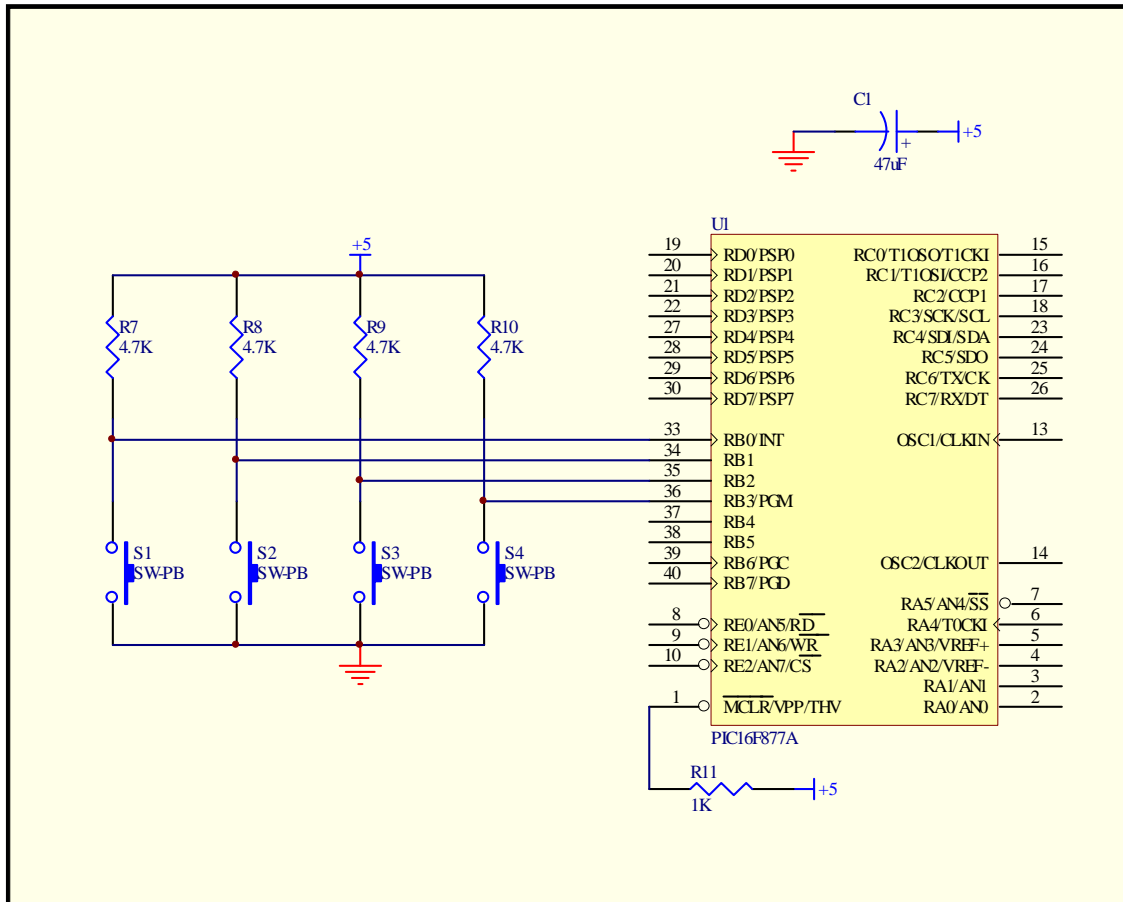 C1
+5
+
47uF
U1
+5
19 RD0/PSP0 RC0/T1OSO/T1CKI 15
20 RD1/PSP1 RC1/T1OSI/CCP2 16
21 RD2/PSP2 RC2/CCP1 17
22 RD3/PSP3 RC3/SCK/SCL 18
27 RD4/PSP4 RC4/SDI/SDA 23
28 RD5/PSP5 RC5/SDO 24
29 RD6/PSP6 RC6/TX/CK 25
30 RD7/PSP7 RC7/RX/DT 26
R7 R8 R9 R10
4.7K 4.7K 4.7K 4.7K
33 RB0/INT OSC1/CLKIN 13
34 RB1
35 RB2
36 RB3/PGM
37 RB4
38 RB5
39 RB6/PGC OSC2/CLKOUT 14
40 RB7/PGD
S1 S2 S3 S4
SW-PB SW-PB SW-PB SW-PB
RA5/AN4/SS 7
8 RE0/AN5/RD RA4/T0CKI 6
9 RE1/AN6/WR RA3/AN3/VREF+ 5
10 RE2/AN7/CS RA2/AN2/VREF- 4
RA1/AN1 3
1 MCLR/VPP/THV RA0/AN0 2
PIC16F877A
R11
1K
+5